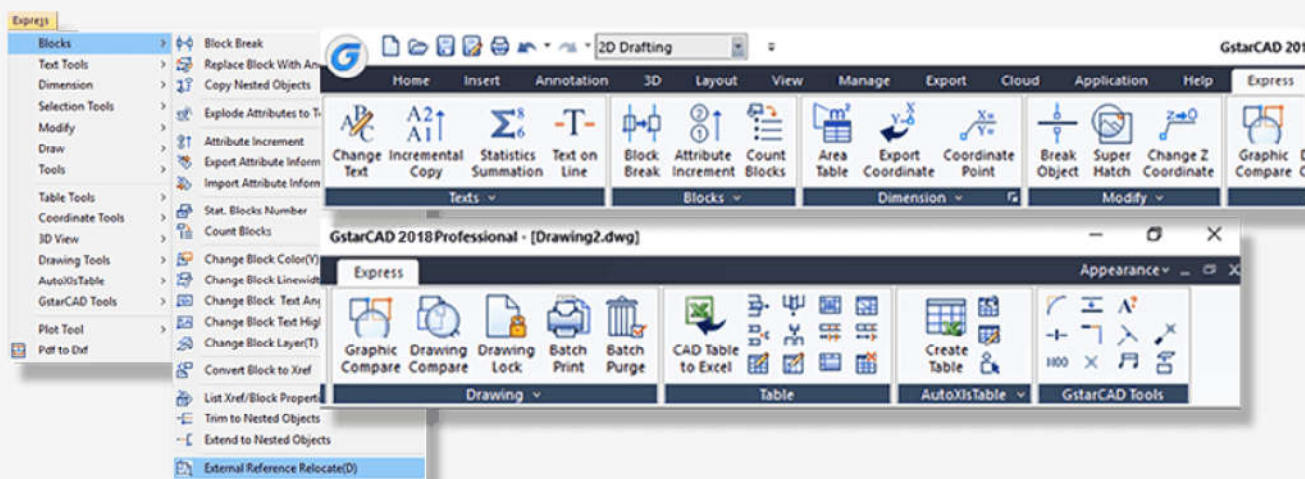 Express
Blocks
Text Tools
Dimension
Selection Tools
Modify
Draw
Tools
Table Tools
Coordinate Tools
3D View
Drawing Tools
AutoXlsTable
GstarCAD Tools
Plot Tool
Pdf to Dxf
Block Break
Replace Block With An
Copy Nested Objects
Explode Attributes to T
Attribute Increment
Export Attribute Inform
Import Attribute Inform
Stat. Blocks Number
Count Blocks
Change Block Color(V)
Change Block Linewidt
Change Block Text Ang
Change Block Text Higl
Change Block Layer(T)
Convert Block to Xref
List Xref/Block Properti
Trim to Nested Objects
Extend to Nested Objects
External Reference Relocate(D)
2D Drafting
GstarCAD 201
Home Insert Annotation 3D Layout View Manage Export Cloud Application Help Express
Change Text
Incremental Copy
Statistics Summation
Text on Line
Block Break
Attribute Increment
Count Blocks
Area Table
Export Coordinate
Coordinate Point
Break Object
Super Hatch
Change Z Coordinate
Graphic Compare
Texts Blocks Dimension Modify
GstarCAD 2018 Professional - [Drawing2.dwg]
Express Appearance
Graphic Compare
Drawing Compare
Drawing Lock
Batch Print
Batch Purge
CAD Table to Excel
Create Table
Drawing Table AutoXlsTable GstarCAD Tools